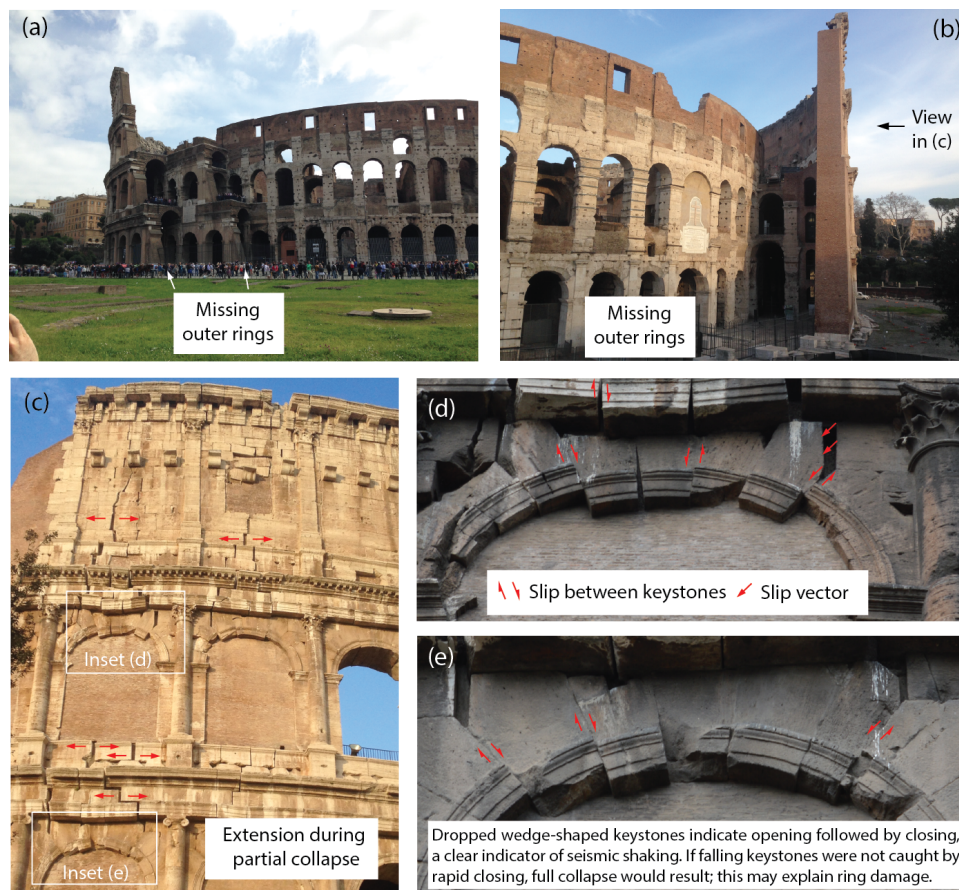 (a)
Missing
outer rings
(b)
View
in (c)
Missing
outer rings
(c)
Inset (d)
Inset (e)
Extension during
partial collapse
(d)
Slip between keystones
Slip vector
(e)
Dropped wedge-shaped keystones indicate opening followed by closing,
a clear indicator of seismic shaking. If falling keystones were not caught by
rapid closing, full collapse would result; this may explain ring damage.